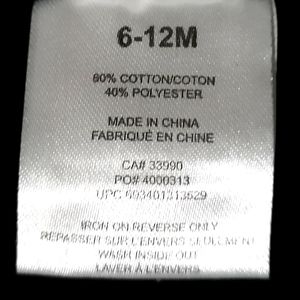 6-12M
60% COTTON/COTON
40% POLYESTER
MADE IN CHINA
FABRIQUÉ EN CHINE
CA# 33990
PO# 4000313
UPC 693401313529
IRON ON REVERSE ONLY
REPASSER SUR L'ENVERS SEULEMENT
WASH INSIDE OUT
LAVER À L'ENVERS